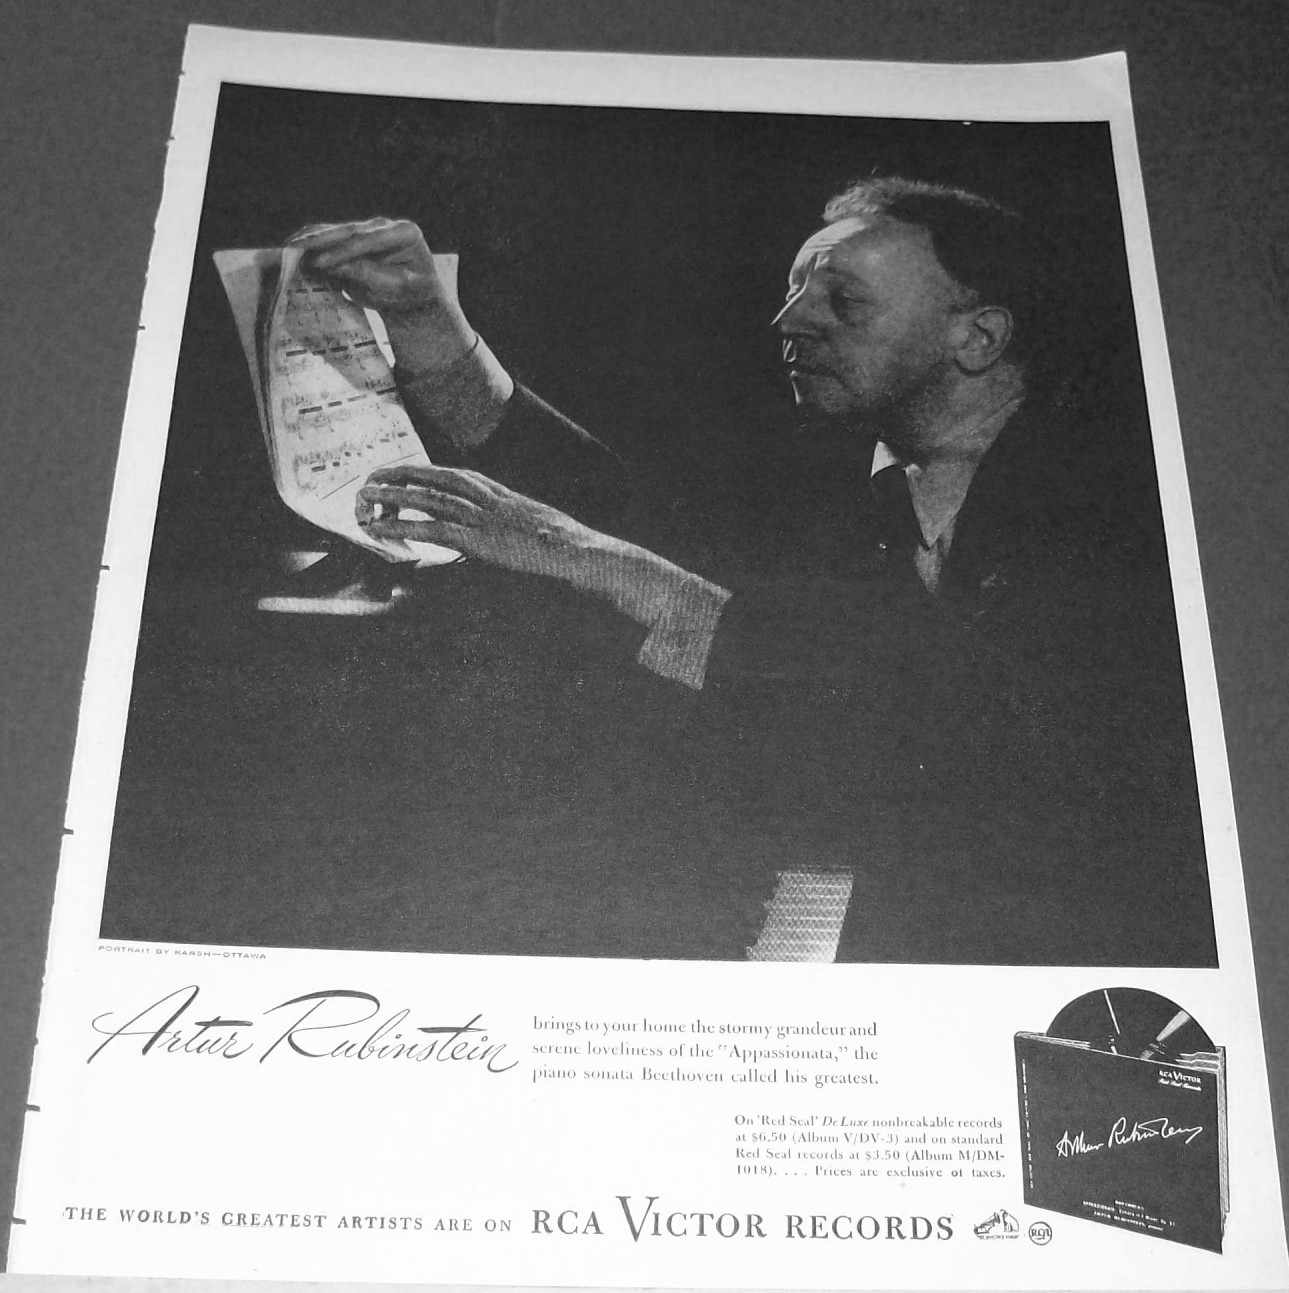 PORTRAIT BY KARSH—OTTAWA
Artur Rubinstein
brings to your home the stormy grandeur and
serene loveliness of the "Appassionata," the
piano sonata Beethoven called his greatest.
On 'Red Seal' De Luxe nonbreakable records
at $6.50 (Album V/DV-3) and on standard
Red Seal records at $3.50 (Album M/DM-
1018). . . . Prices are exclusive of taxes.
RCA VICTOR
Red Seal Records
Arthur Rubinstein
THE WORLD'S GREATEST ARTISTS ARE ON RCA VICTOR RECORDS
RCA